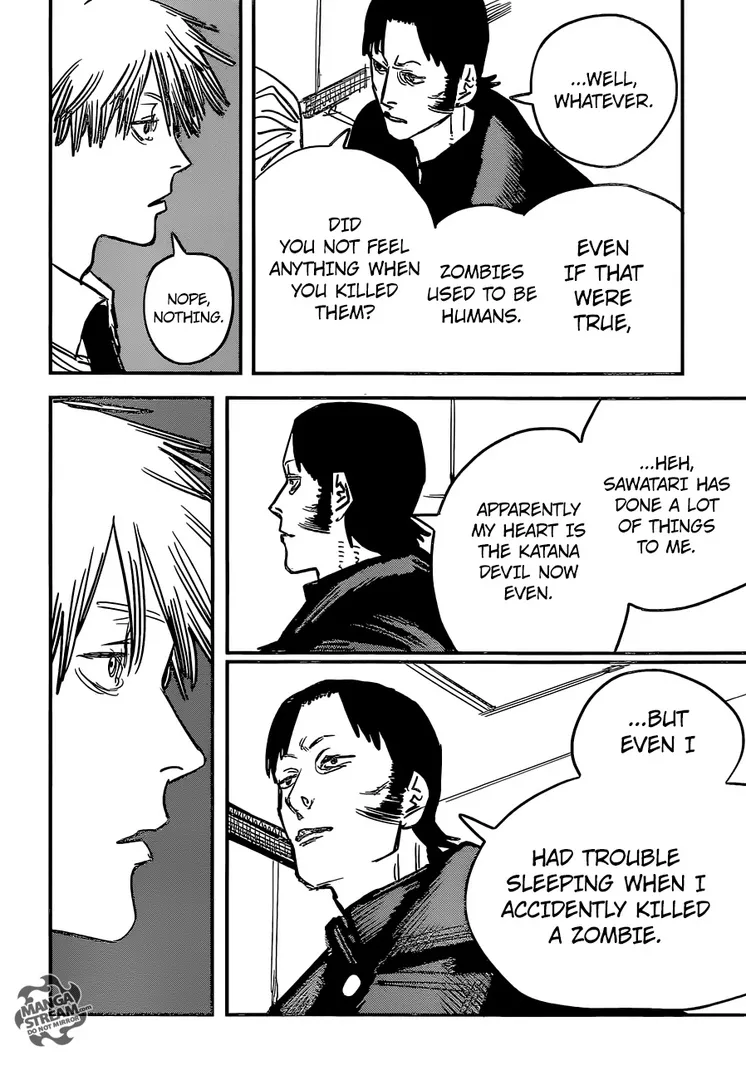 ...WELL,
WHATEVER.
EVEN
IF THAT
WERE
TRUE,
ZOMBIES
USED TO BE
HUMANS.
DID
YOU NOT FEEL
ANYTHING WHEN
YOU KILLED
THEM?
NOPE,
NOTHING.
...HEH,
SAWATARI HAS
DONE A LOT
OF THINGS
TO ME.
APPARENTLY
MY HEART IS
THE KATANA
DEVIL NOW
EVEN.
...BUT
EVEN I
HAD TROUBLE
SLEEPING WHEN I
ACCIDENTLY KILLED
A ZOMBIE.
MANGA
STREAM.com
DO NOT MIRROR!